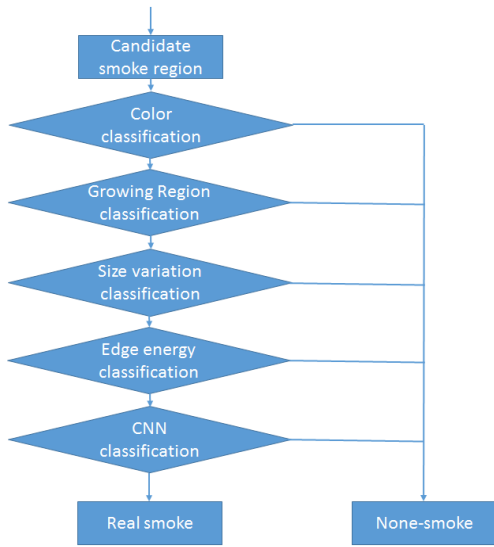 Candidate
smoke region
Color
classification
Growing Region
classification
Size variation
classification
Edge energy
classification
CNN
classification
Real smoke
None-smoke